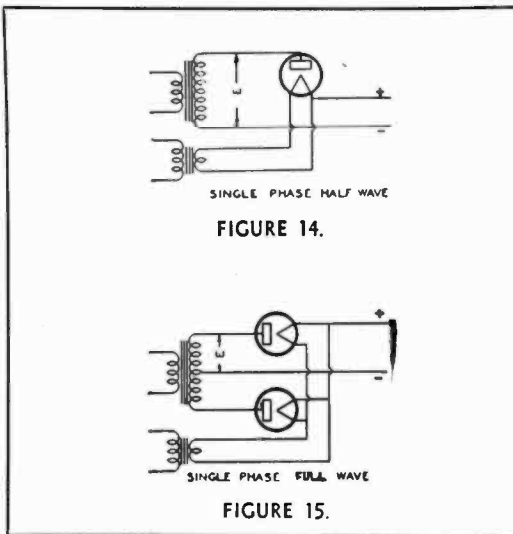 E
+
-
SINGLE PHASE HALF WAVE
FIGURE 14.
E
+
-
SINGLE PHASE FULL WAVE
FIGURE 15.